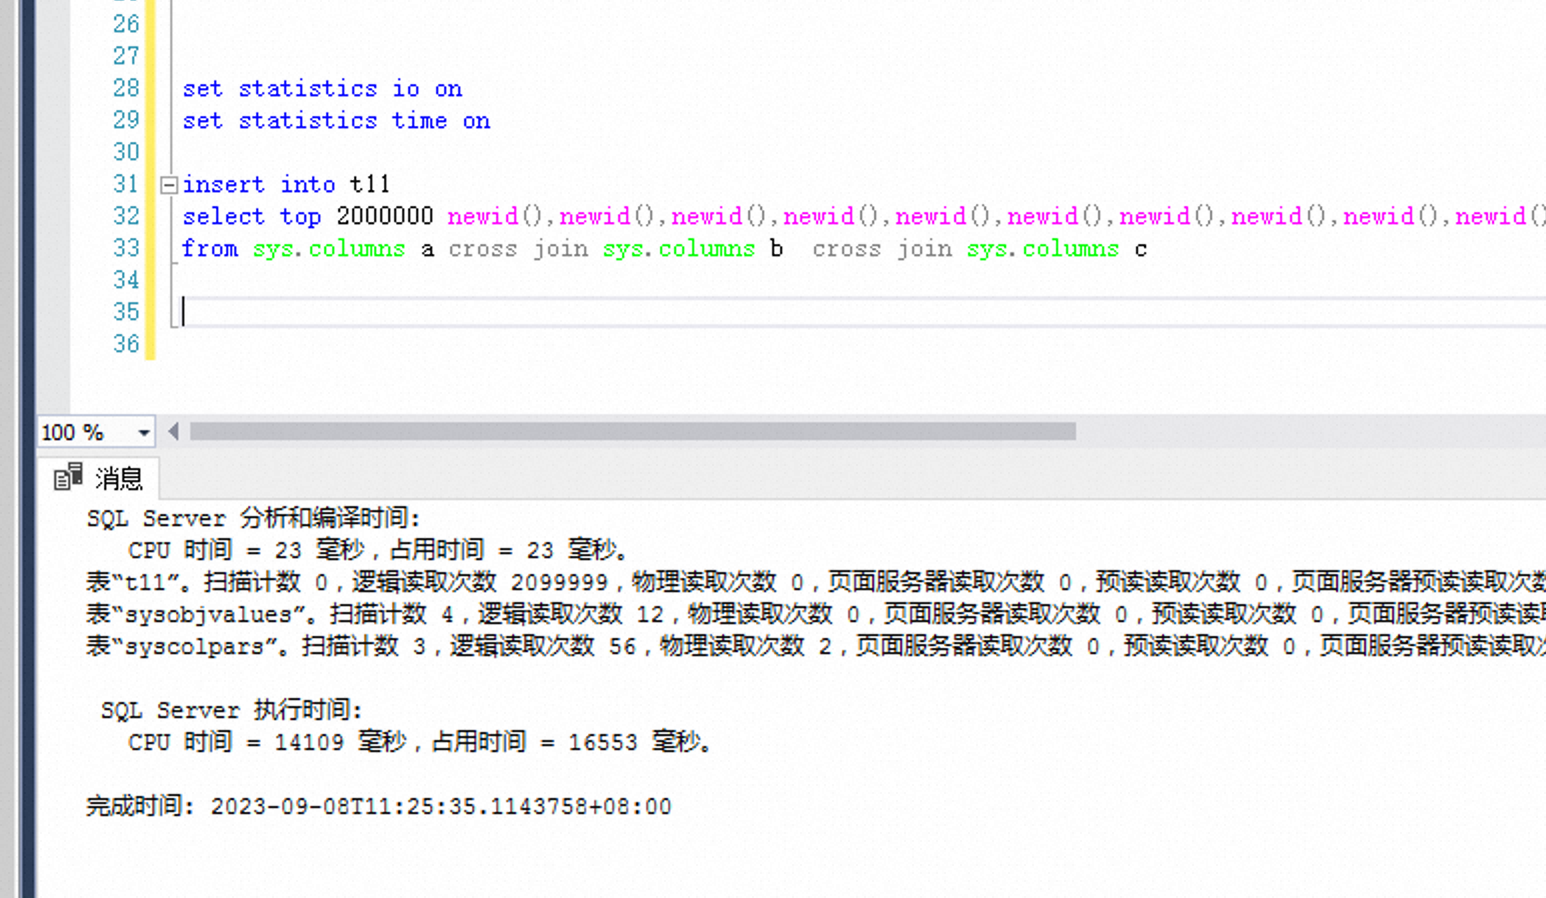 26
27
28 set statistics io on
29 set statistics time on
30
31 insert into t11
32 select top 2000000 newid(),newid(),newid(),newid(),newid(),newid(),newid(),newid(),newid(),newid()
33 from sys.columns a cross join sys.columns b  cross join sys.columns c
34
35
36
100 %
消息
SQL Server 分析和编译时间:
CPU 时间 = 23 毫秒，占用时间 = 23 毫秒。
表“t11”。扫描计数 0，逻辑读取次数 2099999，物理读取次数 0，页面服务器读取次数 0，预读读取次数 0，页面服务器预读读取次数
表“sysobjvalues”。扫描计数 4，逻辑读取次数 12，物理读取次数 0，页面服务器读取次数 0，预读读取次数 0，页面服务器预读读
表“syscolpars”。扫描计数 3，逻辑读取次数 56，物理读取次数 2，页面服务器读取次数 0，预读读取次数 0，页面服务器预读读取次
SQL Server 执行时间:
CPU 时间 = 14109 毫秒，占用时间 = 16553 毫秒。
完成时间: 2023-09-08T11:25:35.1143758+08:00